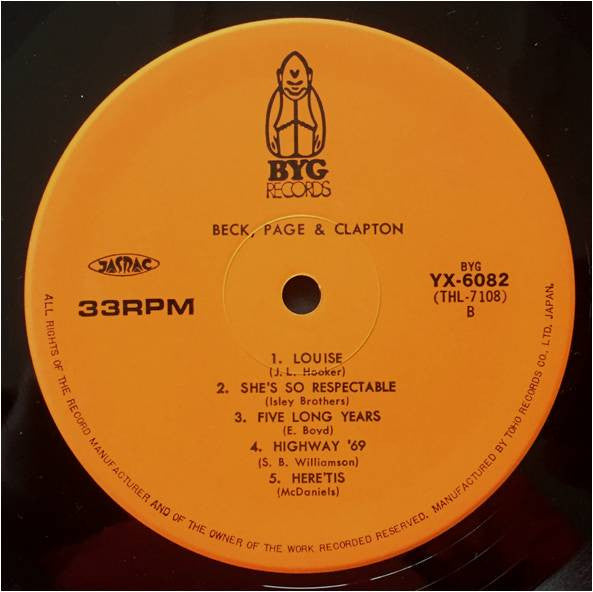 BYG
RECORDS
BECK, PAGE & CLAPTON
JASRAC
33RPM
BYG
YX-6082
(THL-7108)
B
1. LOUISE
(J. L. Hooker)
2. SHE'S SO RESPECTABLE
(Isley Brothers)
3. FIVE LONG YEARS
(E. Boyd)
4. HIGHWAY '69
(S. B. Williamson)
5. HERE'TIS
(McDaniels)
ALL RIGHTS OF THE RECORD MANUFACTURER AND OF THE OWNER OF THE WORK RECORDED RESERVED. MANUFACTURED BY TOHO RECORDS CO., LTD. JAPAN.